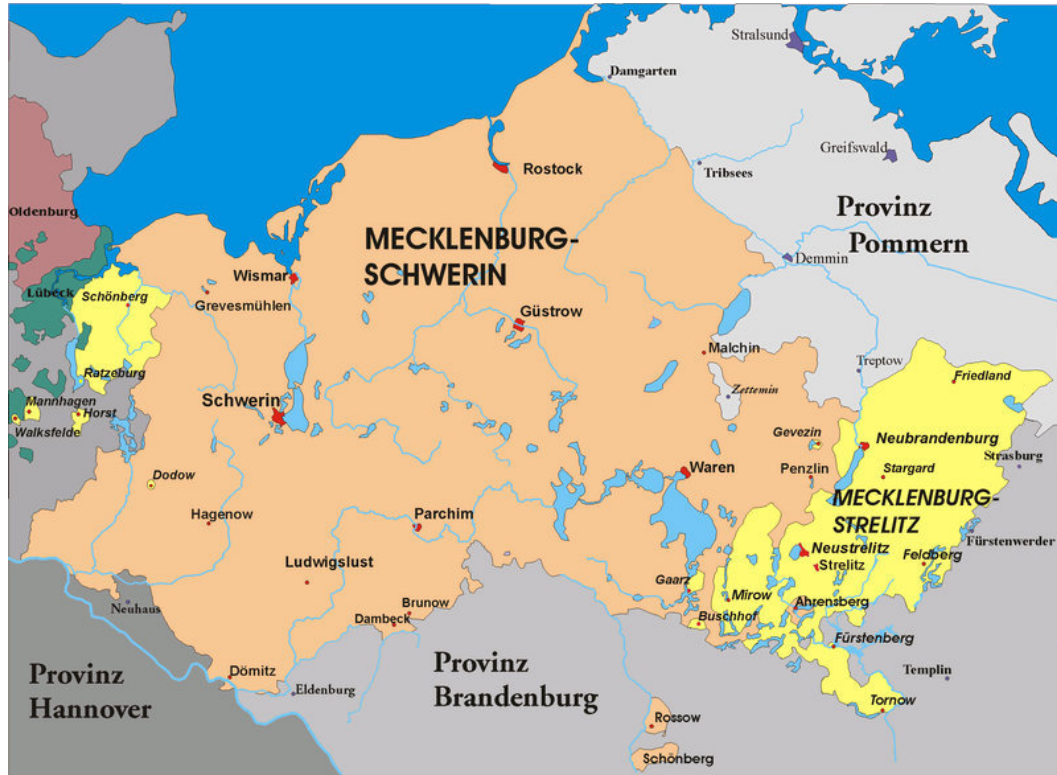 Stralsund
Damgarten
Greifswald
Rostock
Tribsees
Provinz
Pommern
Oldenburg
MECKLENBURG-
SCHWERIN
Demmin
Wismar
Lübeck
Schönberg
Grevesmühlen
Güstrow
Malchin
Treptow
Ratzeburg
Zettemin
Friedland
Mannhagen
Horst
Schwerin
Walksfelde
Gevezin
Neubrandenburg
Strasburg
Dodow
Waren
Penzlin
Stargard
MECKLENBURG-
STRELITZ
Hagenow
Parchim
Fürstenwerder
Neustrelitz
Strelitz
Feldberg
Ludwigslust
Gaarz
Mirow
Neuhaus
Brunow
Dambeck
Ahrensberg
Buschhof
Fürstenberg
Provinz
Hannover
Dömitz
Eldenburg
Provinz
Brandenburg
Templin
Tornow
Rossow
Schönberg